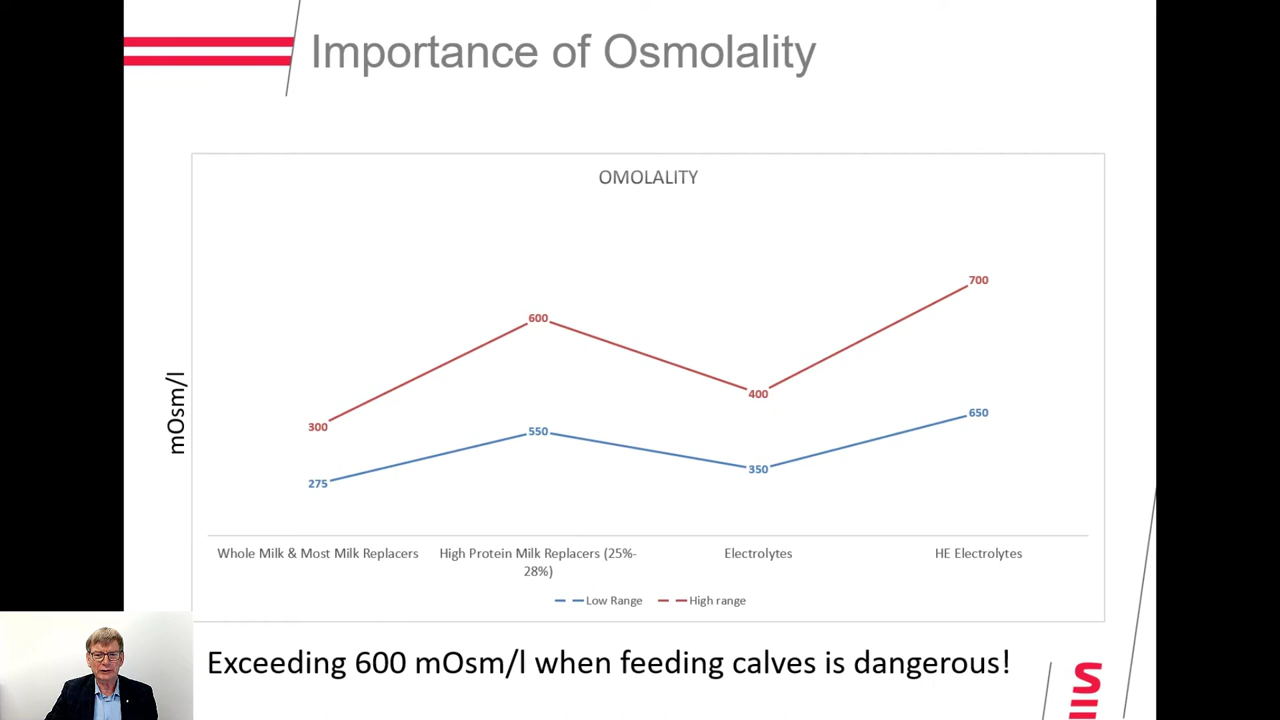 Importance of Osmolality
OMOLALITY
mOsm/l
700
600
400
300
650
550
350
275
Whole Milk & Most Milk Replacers
High Protein Milk Replacers (25%-
28%)
Electrolytes
HE Electrolytes
Low Range
High range
Exceeding 600 mOsm/l when feeding calves is dangerous!
S